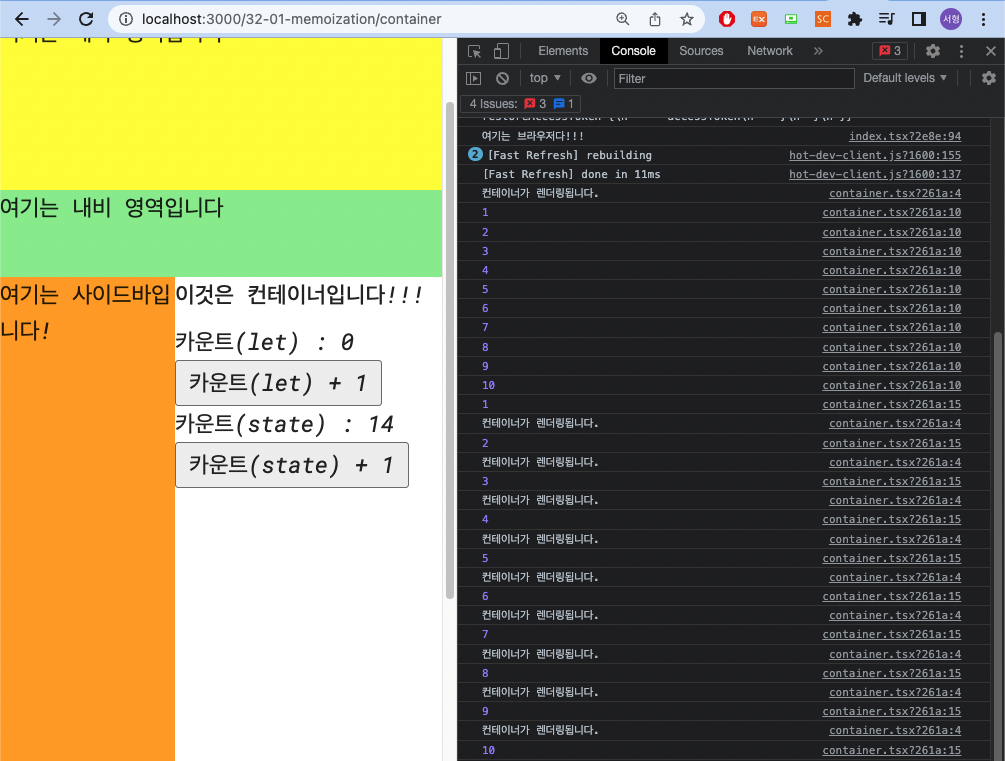 localhost:3000/32-01-memoization/container
서형
Elements Console Sources Network » 3
top Filter Default levels
4 Issues: 3 1
여기는 브라우저다!!! index.tsx?2e8e:94
2 [Fast Refresh] rebuilding hot-dev-client.js?1600:155
[Fast Refresh] done in 11ms hot-dev-client.js?1600:137
컨테이너가 렌더링됩니다. container.tsx?261a:4
1 container.tsx?261a:10
2 container.tsx?261a:10
3 container.tsx?261a:10
4 container.tsx?261a:10
5 container.tsx?261a:10
6 container.tsx?261a:10
7 container.tsx?261a:10
8 container.tsx?261a:10
9 container.tsx?261a:10
10 container.tsx?261a:10
1 container.tsx?261a:15
컨테이너가 렌더링됩니다. container.tsx?261a:4
2 container.tsx?261a:15
컨테이너가 렌더링됩니다. container.tsx?261a:4
3 container.tsx?261a:15
컨테이너가 렌더링됩니다. container.tsx?261a:4
4 container.tsx?261a:15
컨테이너가 렌더링됩니다. container.tsx?261a:4
5 container.tsx?261a:15
컨테이너가 렌더링됩니다. container.tsx?261a:4
6 container.tsx?261a:15
컨테이너가 렌더링됩니다. container.tsx?261a:4
7 container.tsx?261a:15
컨테이너가 렌더링됩니다. container.tsx?261a:4
8 container.tsx?261a:15
컨테이너가 렌더링됩니다. container.tsx?261a:4
9 container.tsx?261a:15
컨테이너가 렌더링됩니다. container.tsx?261a:4
10 container.tsx?261a:15
여기는 내비 영역입니다
여기는 사이드바입
니다!
이것은 컨테이너입니다!!!
카운트(let) : 0
카운트(let) + 1
카운트(state) : 14
카운트(state) + 1